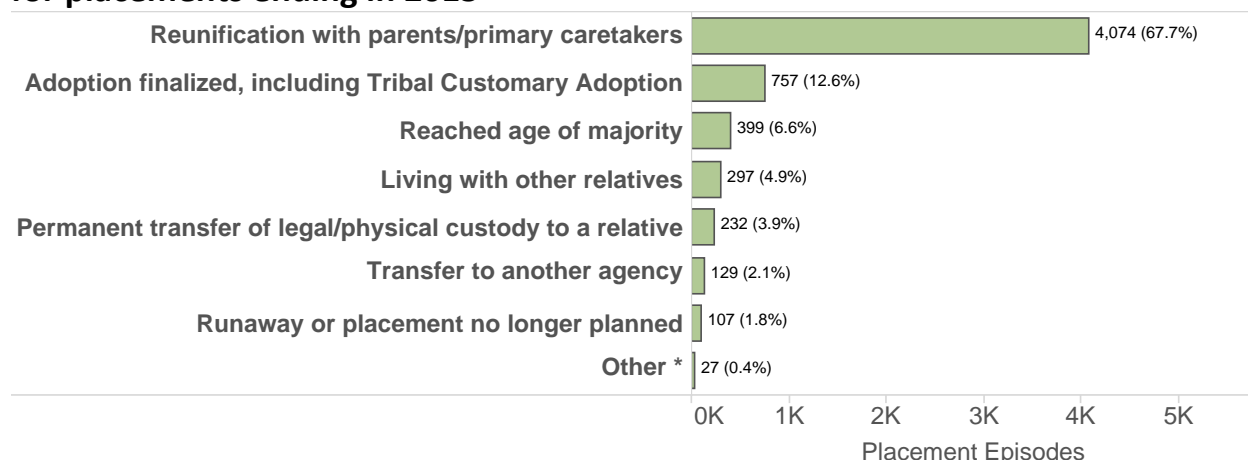 Reunification with parents/primary caretakers 4,074 (67.7%)
Adoption finalized, including Tribal Customary Adoption 757 (12.6%)
Reached age of majority 399 (6.6%)
Living with other relatives 297 (4.9%)
Permanent transfer of legal/physical custody to a relative 232 (3.9%)
Transfer to another agency 129 (2.1%)
Runaway or placement no longer planned 107 (1.8%)
Other * 27 (0.4%)
0K 1K 2K 3K 4K 5K
Placement Episodes